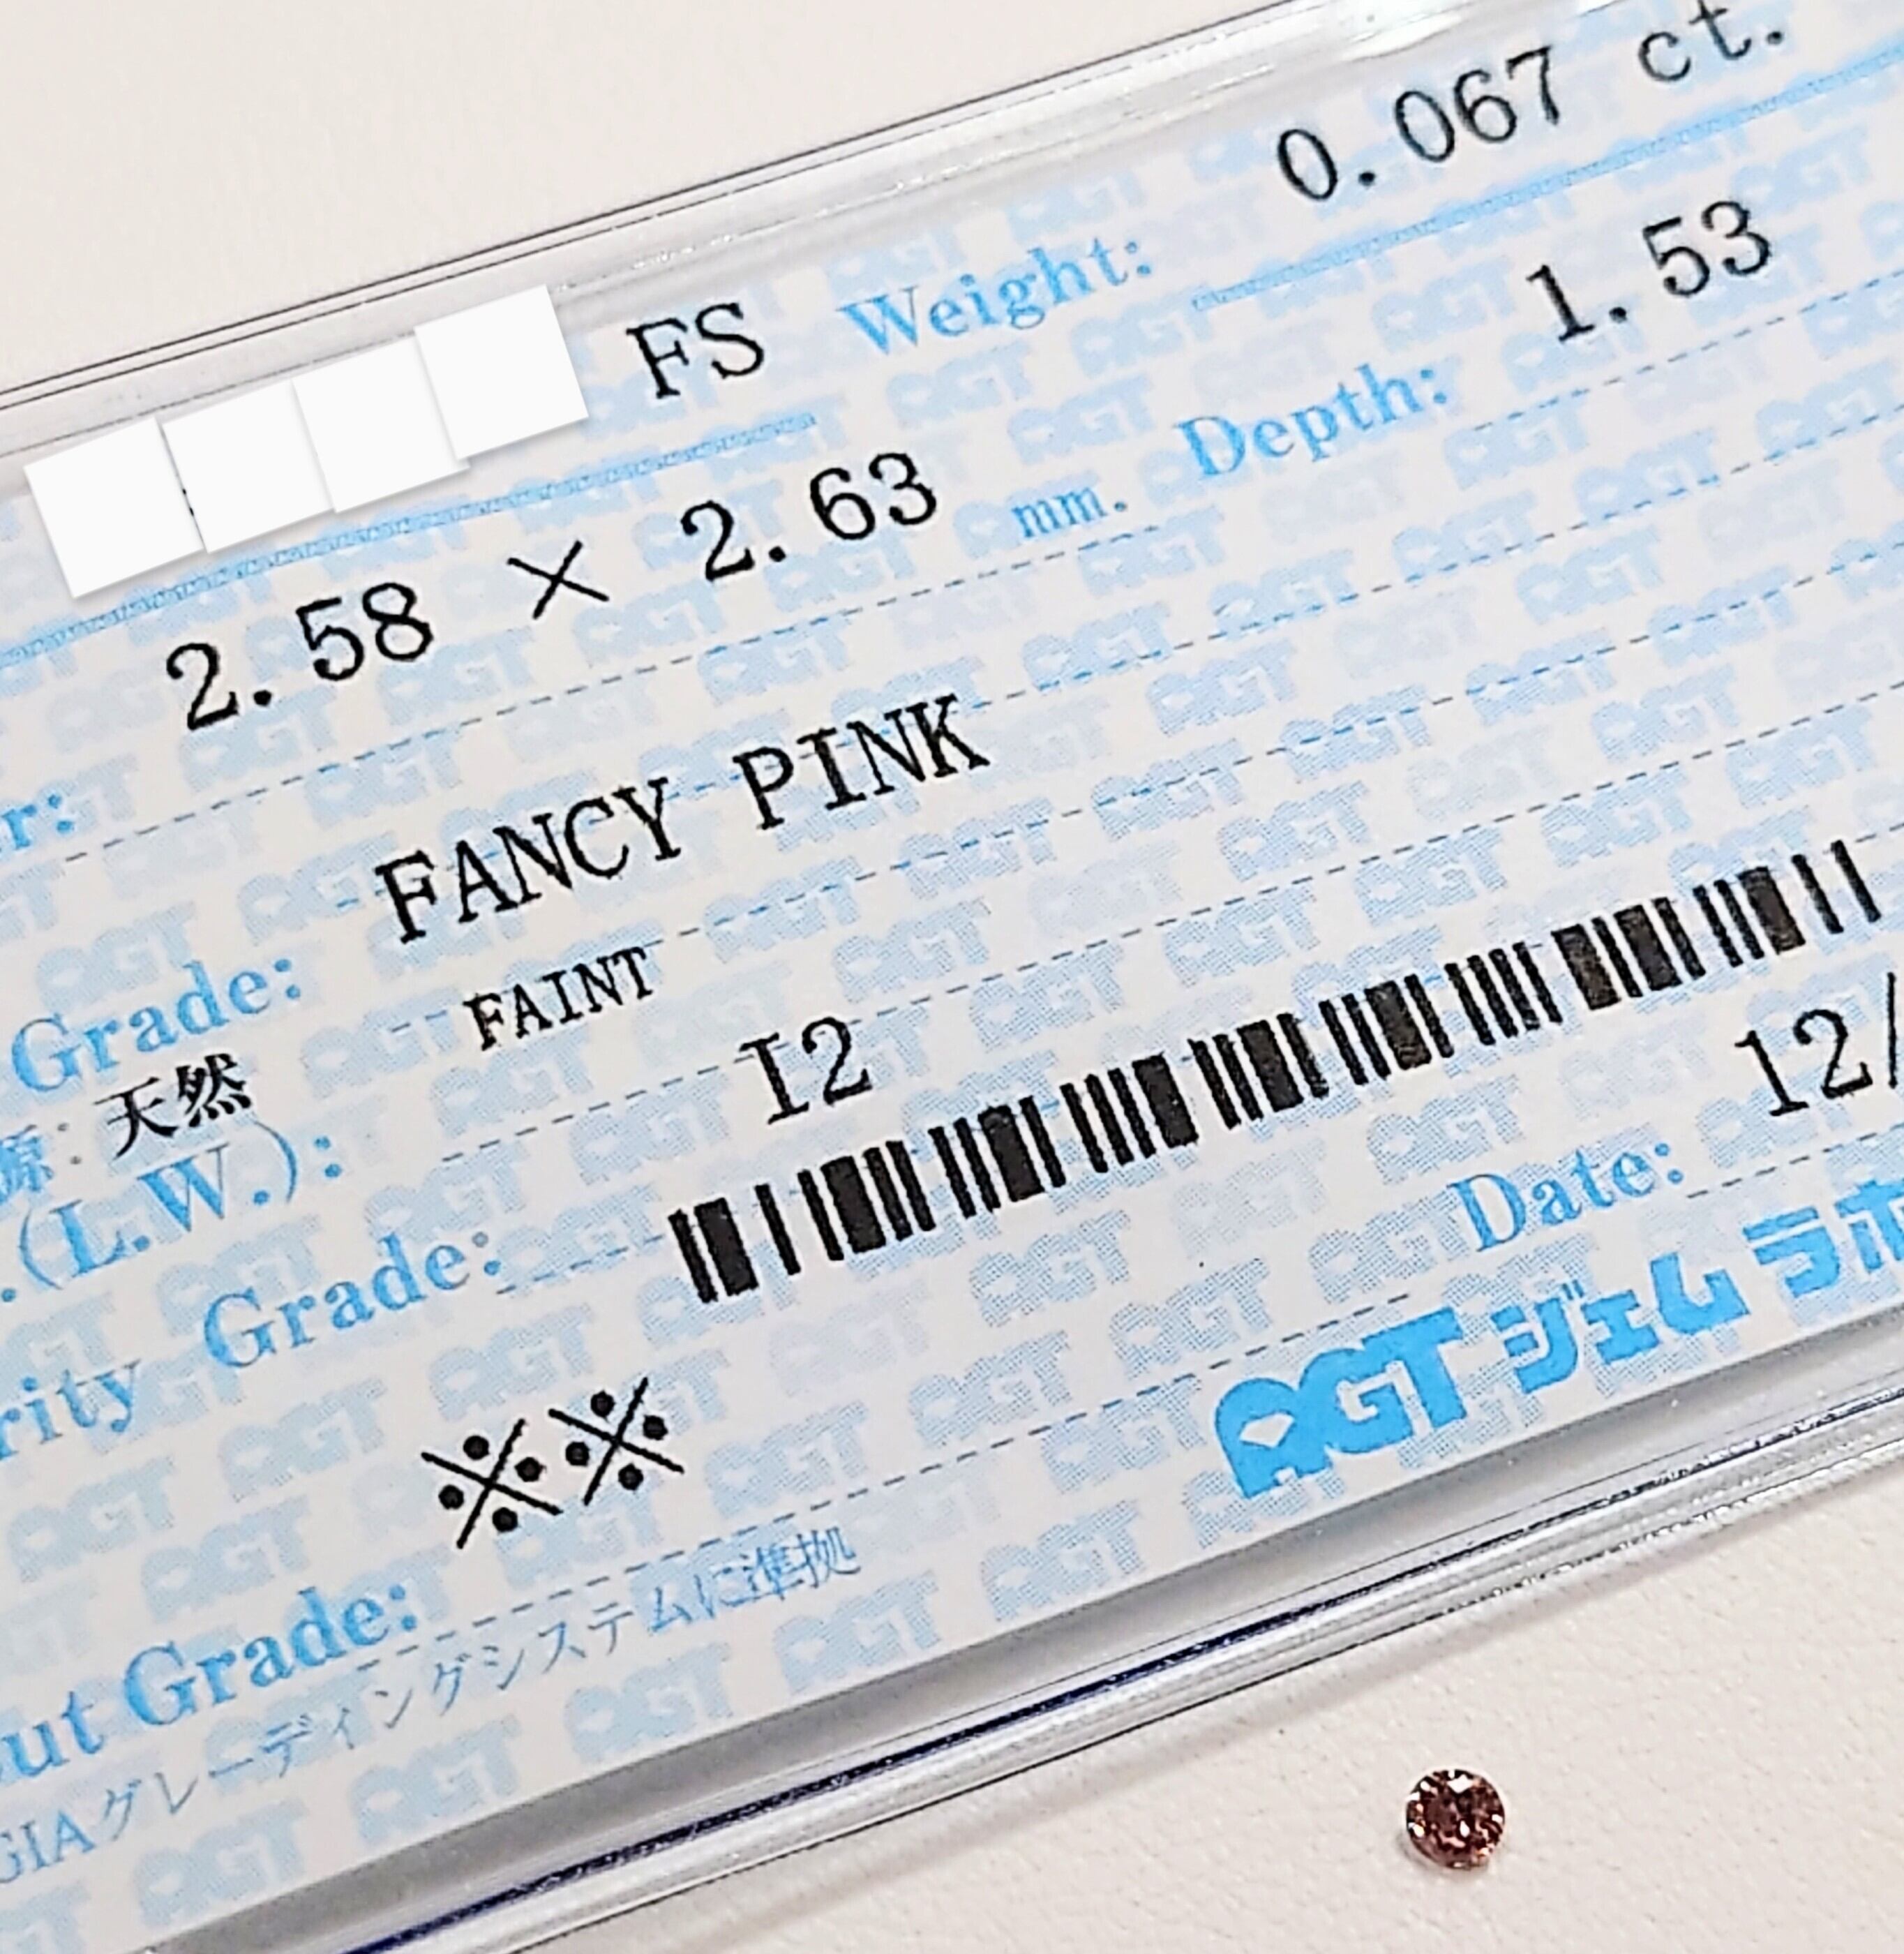 FS Weight: 0.067 ct.
r: 2.58 × 2.63 mm. Depth: 1.53
Grade: FANCY PINK
源: 天然
.(L.W.): FAINT
rity Grade: I2
Date: 12/
ut Grade: ※※
GIAグレーディングシステムに準拠
AGT ジェム ラボ